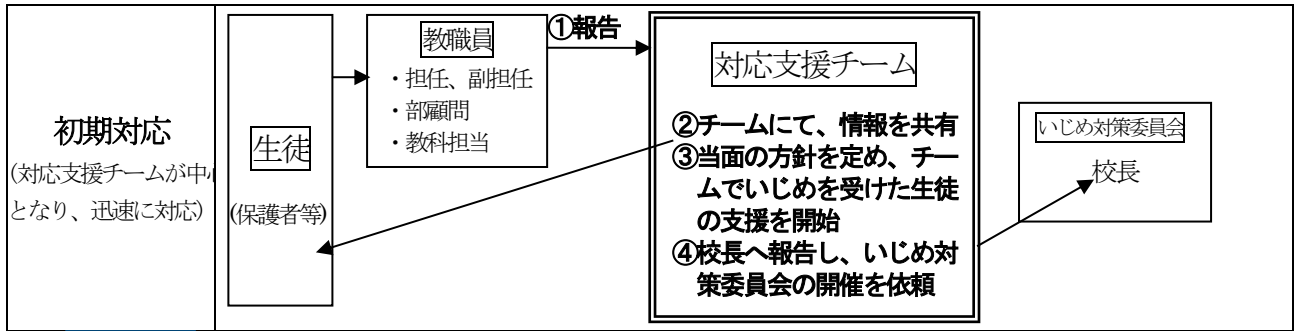 初期対応
(対応支援チームが中心
となり、迅速に対応)
生徒
(保護者等)
教職員
・担任、副担任
・部顧問
・教科担当
①報告
対応支援チーム
②チームにて、情報を共有
③当面の方針を定め、チー
ムでいじめを受けた生徒
の支援を開始
④校長へ報告し、いじめ対
策委員会の開催を依頼
いじめ対策委員会
校長